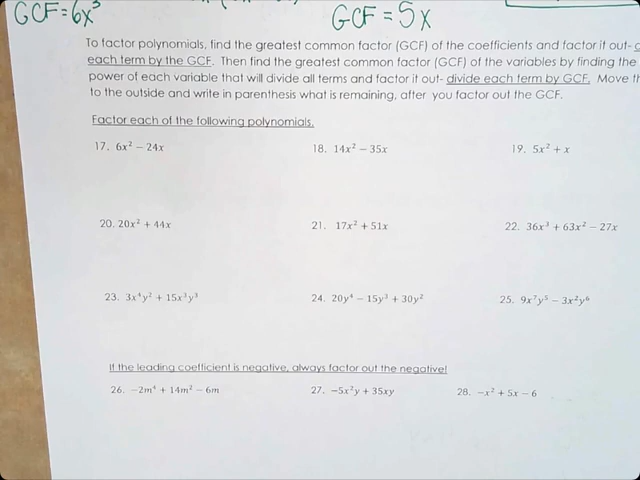 GCF = 6x³
GCF = 5x
To factor polynomials, find the greatest common factor (GCF) of the coefficients and factor it out-
each term by the GCF. Then find the greatest common factor (GCF) of the variables by finding the
power of each variable that will divide all terms and factor it out- divide each term by GCF. Move
to the outside and write in parenthesis what is remaining, after you factor out the GCF.
Factor each of the following polynomials.
17. 6x² − 24x 18. 14x² − 35x 19. 5x² + x
20. 20x² + 44x 21. 17x² + 51x 22. 36x³ + 63x² − 27x
23. 3x⁴y² + 15x³y³ 24. 20y⁴ − 15y³ + 30y² 25. 9x⁷y⁵ − 3x²y⁶
If the leading coefficient is negative, always factor out the negative!
26. −2m⁴ + 14m² − 6m 27. −5x²y + 35xy 28. −x² + 5x − 6